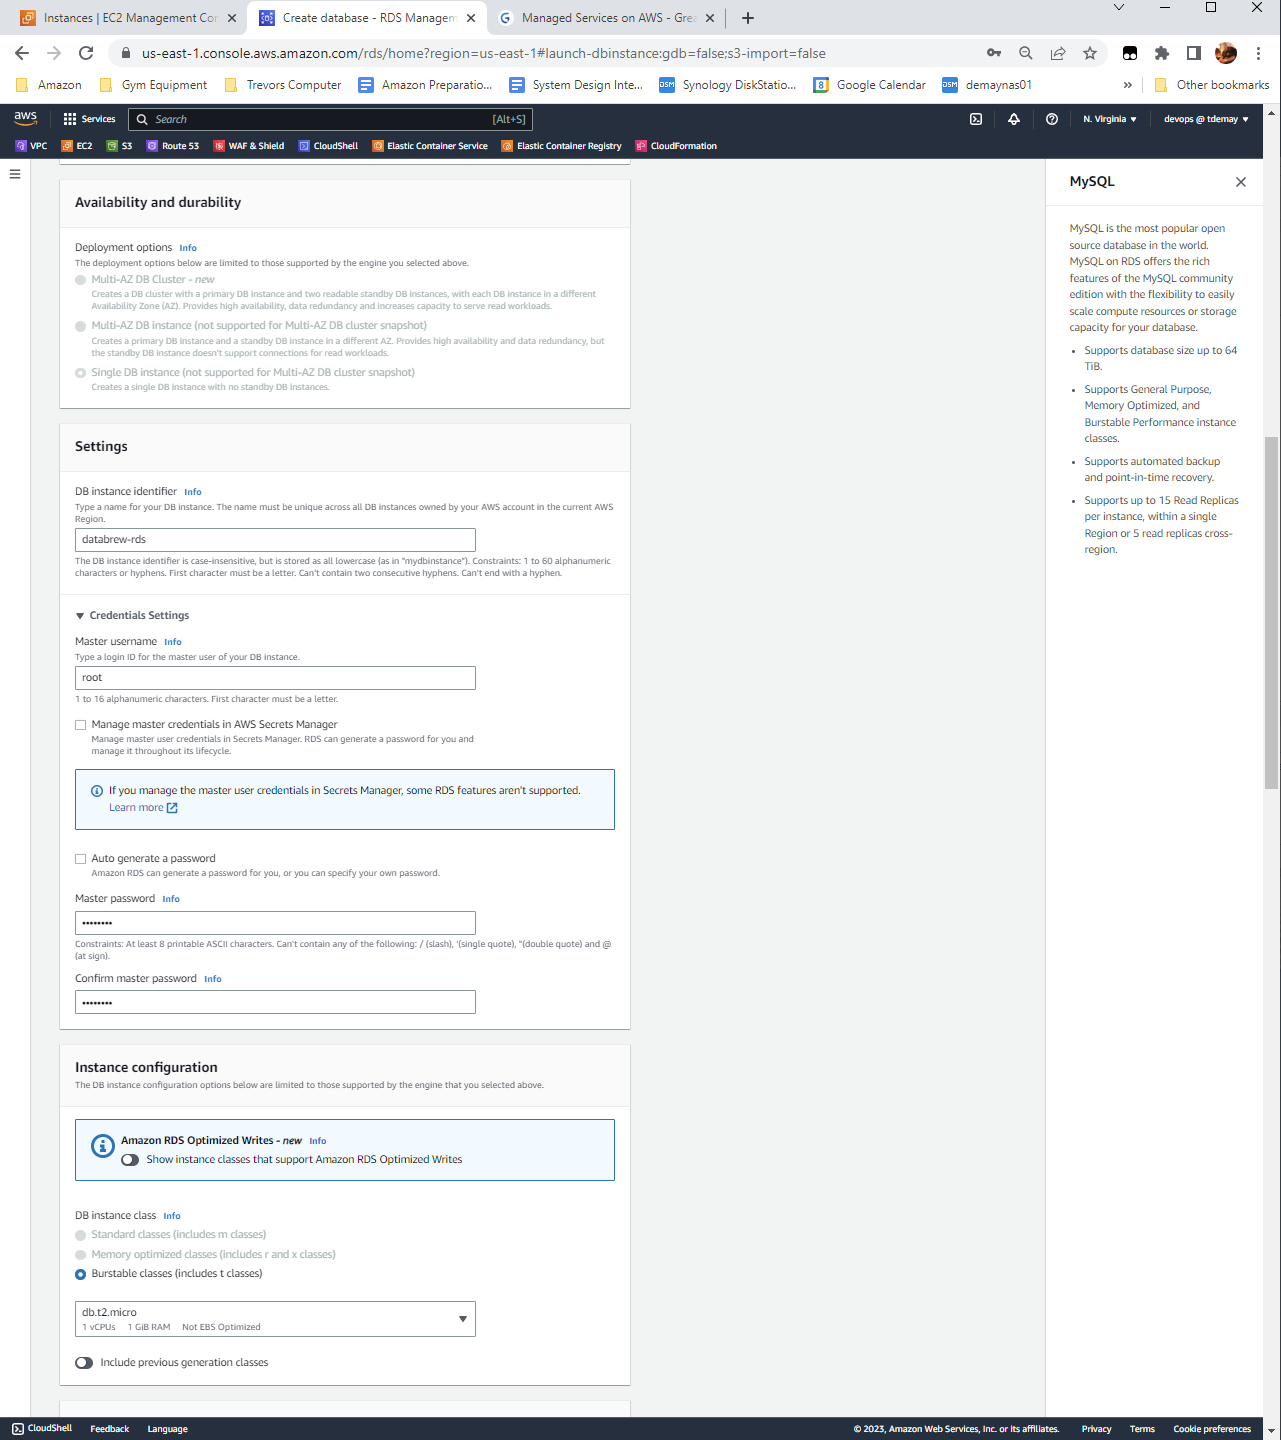 Instances | EC2 Management Cor
Create database - RDS Managem
Managed Services on AWS - Grea
us-east-1.console.aws.amazon.com/rds/home?region=us-east-1#launch-dbinstance:gdb=false;s3-import=false
Amazon
Gym Equipment
Trevors Computer
Amazon Preparatio...
System Design Inte...
DSM
Synology DiskStatio...
8
Google Calendar
DSM
demaynas01
»
Other bookmarks
aws
Services
Search
[Alt+S]
N. Virginia ▼
devops @ tdemay ▼
VPC
EC2
S3
Route 53
WAF & Shield
CloudShell
Elastic Container Service
Elastic Container Registry
CloudFormation
Availability and durability
Deployment options Info
The deployment options below are limited to those supported by the engine you selected above.
Multi-AZ DB Cluster - new
Creates a DB cluster with a primary DB instance and two readable standby DB instances, with each DB instance in a different
Availability Zone (AZ). Provides high availability, data redundancy and increases capacity to serve read workloads.
Multi-AZ DB instance (not supported for Multi-AZ DB cluster snapshot)
Creates a primary DB instance and a standby DB instance in a different AZ. Provides high availability and data redundancy, but
the standby DB instance doesn't support connections for read workloads.
Single DB instance (not supported for Multi-AZ DB cluster snapshot)
Creates a single DB instance with no standby DB instances.
Settings
DB instance identifier Info
Type a name for your DB instance. The name must be unique across all DB instances owned by your AWS account in the current AWS
Region.
databrew-rds
The DB instance identifier is case-insensitive, but is stored as all lowercase (as in "mydbinstance"). Constraints: 1 to 60 alphanumeric
characters or hyphens. First character must be a letter. Can't contain two consecutive hyphens. Can't end with a hyphen.
▼ Credentials Settings
Master username Info
Type a login ID for the master user of your DB instance.
root
1 to 16 alphanumeric characters. First character must be a letter.
Manage master credentials in AWS Secrets Manager
Manage master user credentials in Secrets Manager. RDS can generate a password for you and
manage it throughout its lifecycle.
If you manage the master user credentials in Secrets Manager, some RDS features aren't supported.
Learn more
Auto generate a password
Amazon RDS can generate a password for you, or you can specify your own password.
Master password Info
••••••••
Constraints: At least 8 printable ASCII characters. Can't contain any of the following: / (slash), '(single quote), "(double quote) and @
(at sign).
Confirm master password Info
••••••••
Instance configuration
The DB instance configuration options below are limited to those supported by the engine that you selected above.
Amazon RDS Optimized Writes - new Info
Show instance classes that support Amazon RDS Optimized Writes
DB instance class Info
Standard classes (includes m classes)
Memory optimized classes (includes r and x classes)
Burstable classes (includes t classes)
db.t2.micro
1 vCPUs 1 GiB RAM Not EBS Optimized
Include previous generation classes
MySQL
MySQL is the most popular open
source database in the world.
MySQL on RDS offers the rich
features of the MySQL community
edition with the flexibility to easily
scale compute resources or storage
capacity for your database.
• Supports database size up to 64
TiB.
• Supports General Purpose,
Memory Optimized, and
Burstable Performance instance
classes.
• Supports automated backup
and point-in-time recovery.
• Supports up to 15 Read Replicas
per instance, within a single
Region or 5 read replicas cross-
region.
CloudShell
Feedback
Language
© 2023, Amazon Web Services, Inc. or its affiliates.
Privacy
Terms
Cookie preferences